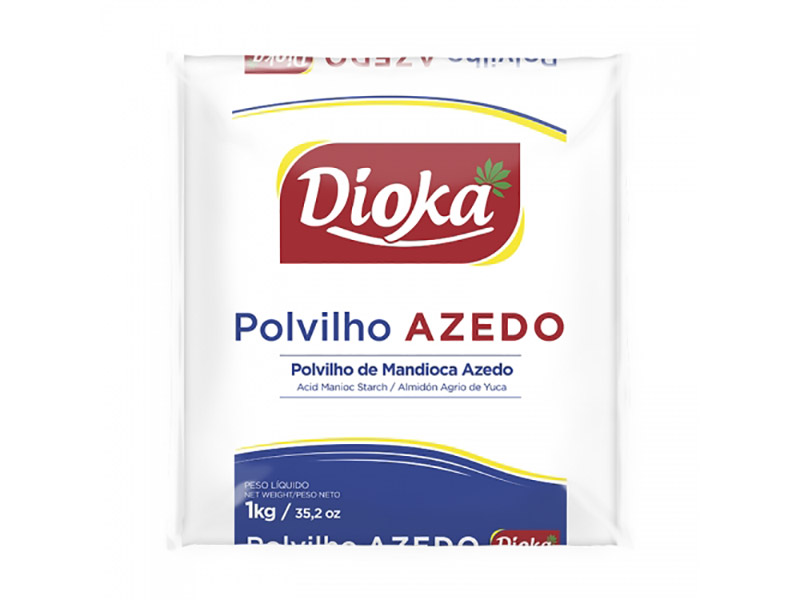 Dioka Polvilho AZEDO
Dioka
Polvilho AZEDO
Polvilho de Mandioca Azedo
Acid Manioc Starch / Almidón Agrio de Yuca
PESO LÍQUIDO
NET WEIGHT/PESO NETO
1kg / 35,2 oz
Polvilho AZEDO Dioka